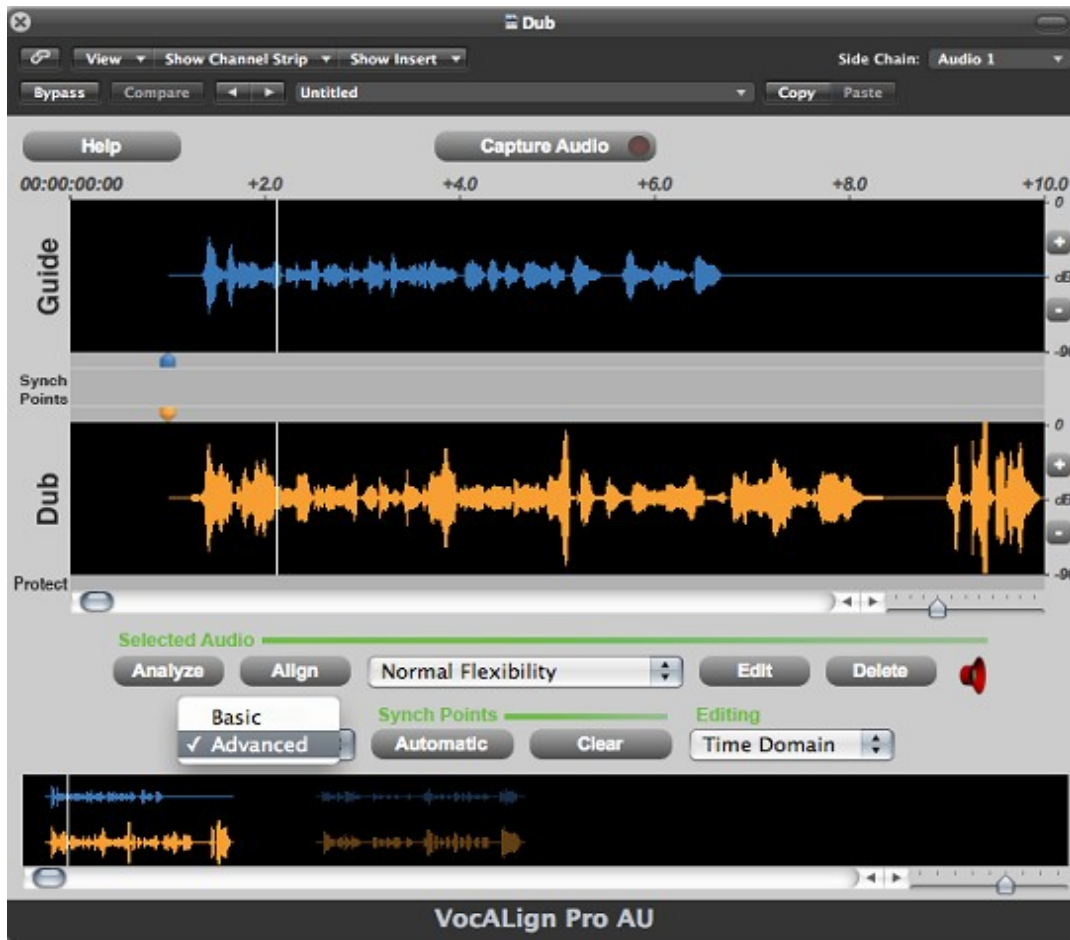 Dub
View Show Channel Strip Show Insert Side Chain: Audio 1
Bypass Compare Untitled Copy Paste
Help Capture Audio
00:00:00:00 +2.0 +4.0 +6.0 +8.0 +10.0
0
Guide
dB
-90
Synch
Points
0
Dub
dB
-90
Protect
Selected Audio
Analyze Align Normal Flexibility Edit Delete
Basic Synch Points Editing
✓ Advanced Automatic Clear Time Domain
VocALign Pro AU